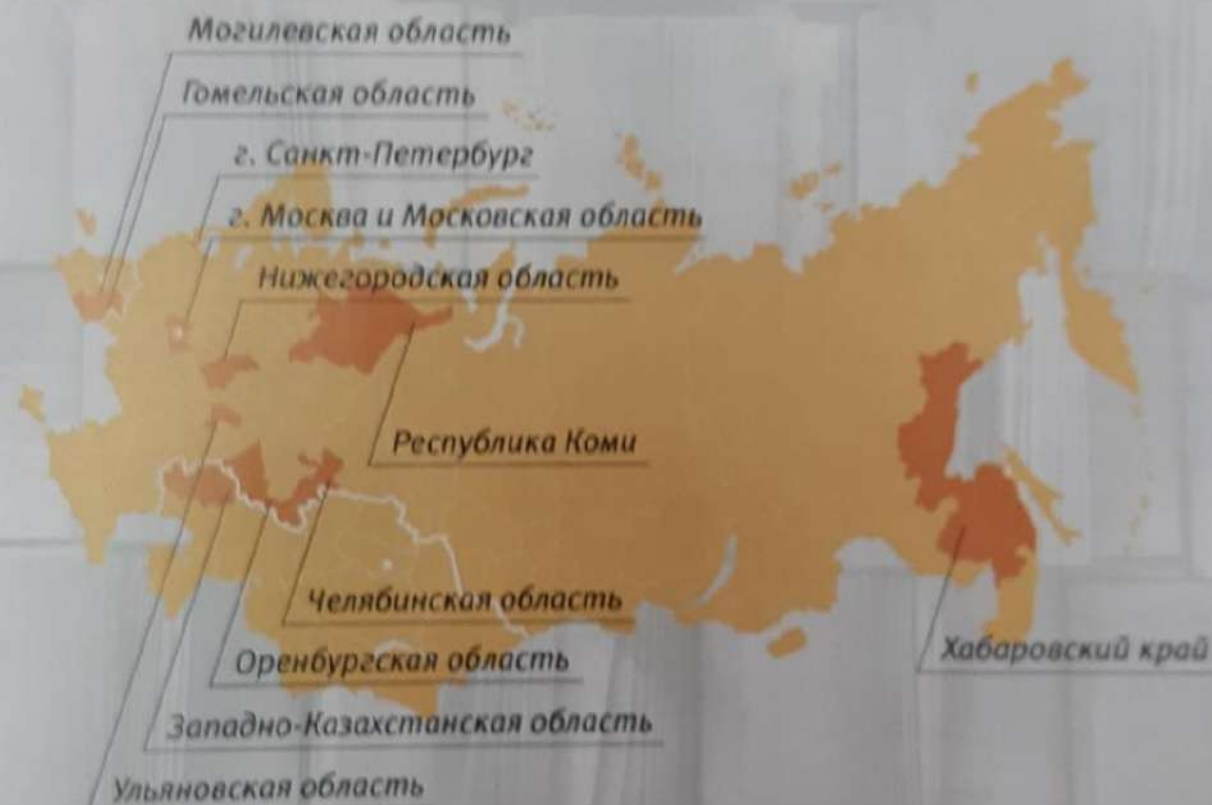 Могилевская область
Гомельская область
г. Санкт-Петербург
г. Москва и Московская область
Нижегородская область
Республика Коми
Челябинская область
Оренбургская область
Хабаровский край
Западно-Казахстанская область
Ульяновская область